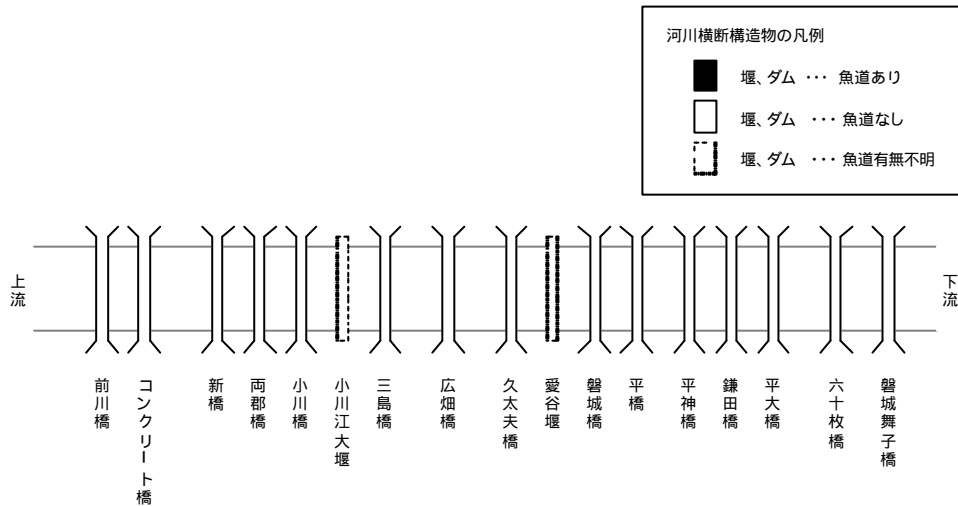 河川横断構造物の凡例
堰、ダム ・・・ 魚道あり
堰、ダム ・・・ 魚道なし
堰、ダム ・・・ 魚道有無不明
上流
下流
前川橋
コンクリート橋
新橋
両郡橋
小川橋
小川江大堰
三島橋
広畑橋
久太夫橋
愛谷堰
磐城橋
平橋
平神橋
鎌田橋
平大橋
六十枚橋
磐城舞子橋